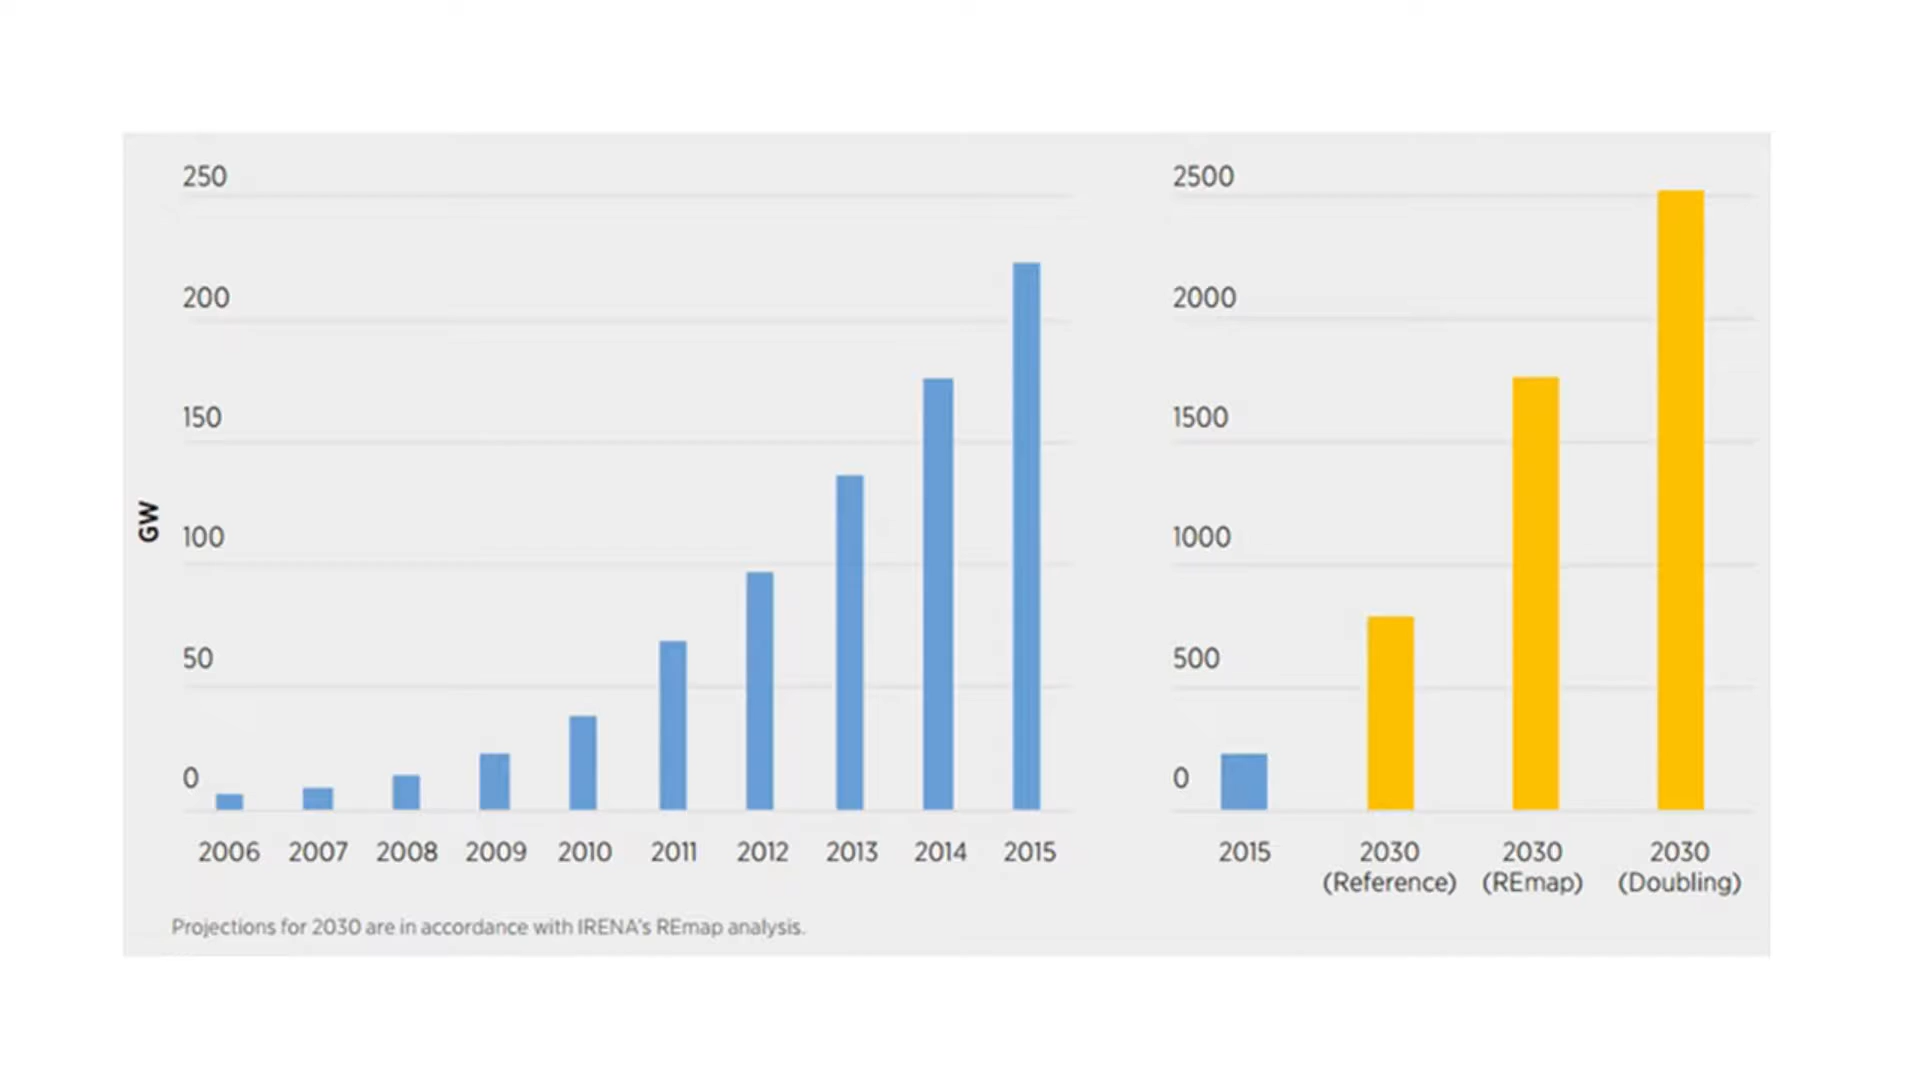 250
200
150
100
50
0
GW
2006 2007 2008 2009 2010 2011 2012 2013 2014 2015
2500
2000
1500
1000
500
0
2015 2030 2030 2030
(Reference) (REmap) (Doubling)
Projections for 2030 are in accordance with IRENA's REmap analysis.